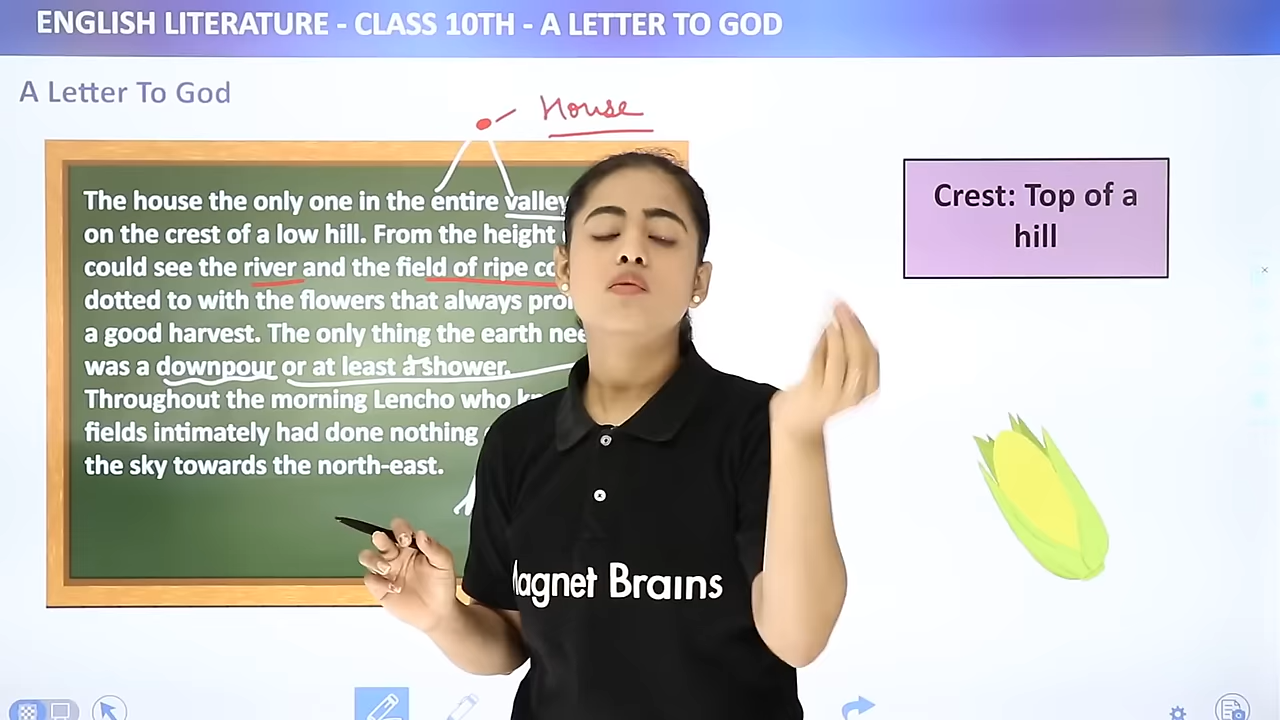 ENGLISH LITERATURE - CLASS 10TH - A LETTER TO GOD
A Letter To God
House
The house the only one in the entire valley
on the crest of a low hill. From the height
could see the river and the field of ripe
dotted to with the flowers that always
a good harvest. The only thing the earth
was a downpour or at least a shower.
Throughout the morning Lencho who
fields intimately had done nothing
the sky towards the north-east.
Crest: Top of a
hill
Brains